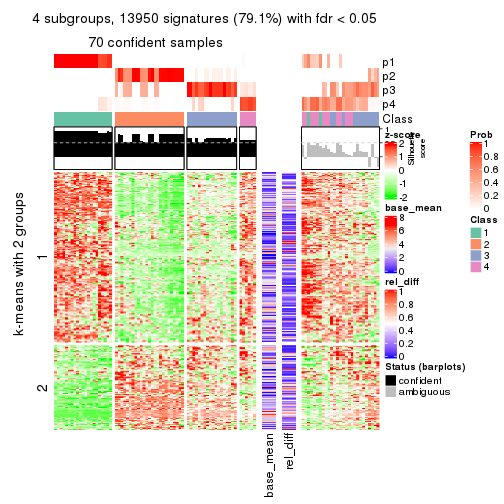 4 subgroups, 13950 signatures (79.1%) with fdr < 0.05
70 confident samples
p1
p2
p3
p4
Class
1
Silhouette
score
k-means with 2 groups
1
2
base_mean
rel_diff
z-score
2
1
0
-1
-2
base_mean
8
6
4
2
0
rel_diff
1
0.8
0.6
0.4
0.2
0
Status (barplots)
confident
ambiguous
Prob
1
0.8
0.6
0.4
0.2
0
Class
1
2
3
4